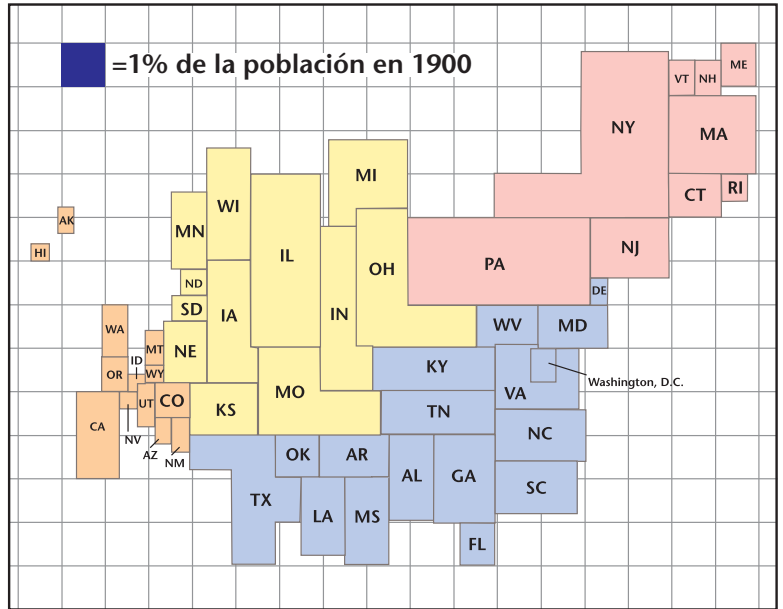 =1% de la población en 1900
ME
VT
NH
NY
MA
MI
CT
RI
WI
AK
MN
HI
IL
NJ
PA
OH
ND
DE
SD
IA
IN
WV
MD
WA
MT
NE
ID
OR
WY
KY
Washington, D.C.
VA
UT
CO
KS
MO
TN
CA
NV
NC
AZ
NM
OK
AR
AL
GA
SC
TX
LA
MS
FL